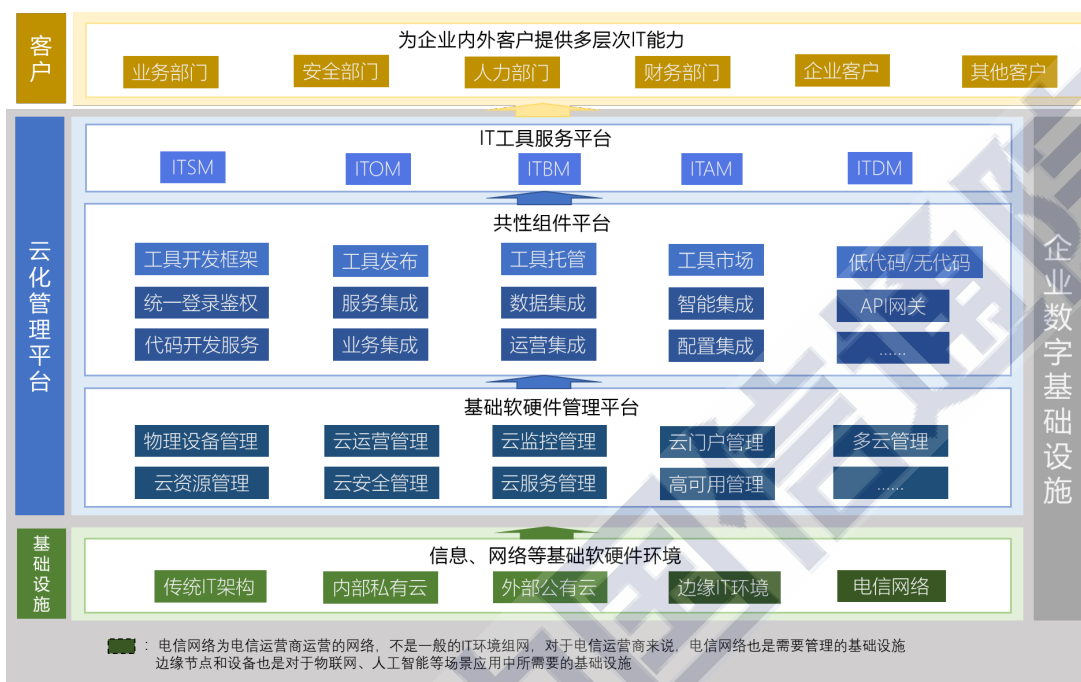 客户
为企业内外客户提供多层次IT能力
业务部门
安全部门
人力部门
财务部门
企业客户
其他客户
云化管理平台
IT工具服务平台
ITSM
ITOM
ITBM
ITAM
ITDM
共性组件平台
工具开发框架
工具发布
工具托管
工具市场
低代码/无代码
统一登录鉴权
服务集成
数据集成
智能集成
API网关
代码开发服务
业务集成
运营集成
配置集成
......
基础软硬件管理平台
物理设备管理
云运营管理
云监控管理
云门户管理
多云管理
云资源管理
云安全管理
云服务管理
高可用管理
......
企业数字基础设施
基础设施
信息、网络等基础软硬件环境
传统IT架构
内部私有云
外部公有云
边缘IT环境
电信网络
：电信网络为电信运营商运营的网络，不是一般的IT环境组网，对于电信运营商来说，电信网络也是需要管理的基础设施
边缘节点和设备也是对于物联网、人工智能等场景应用中所需要的基础设施
中国信通院